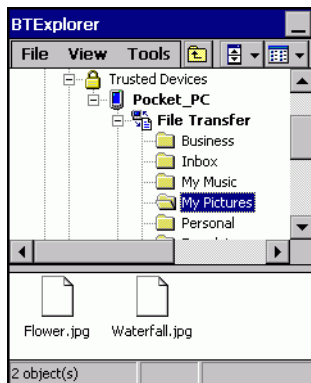 BTExplorer
File View Tools
Trusted Devices
Pocket_PC
File Transfer
Business
Inbox
My Music
My Pictures
Personal
Flower.jpg Waterfall.jpg
2 object(s)